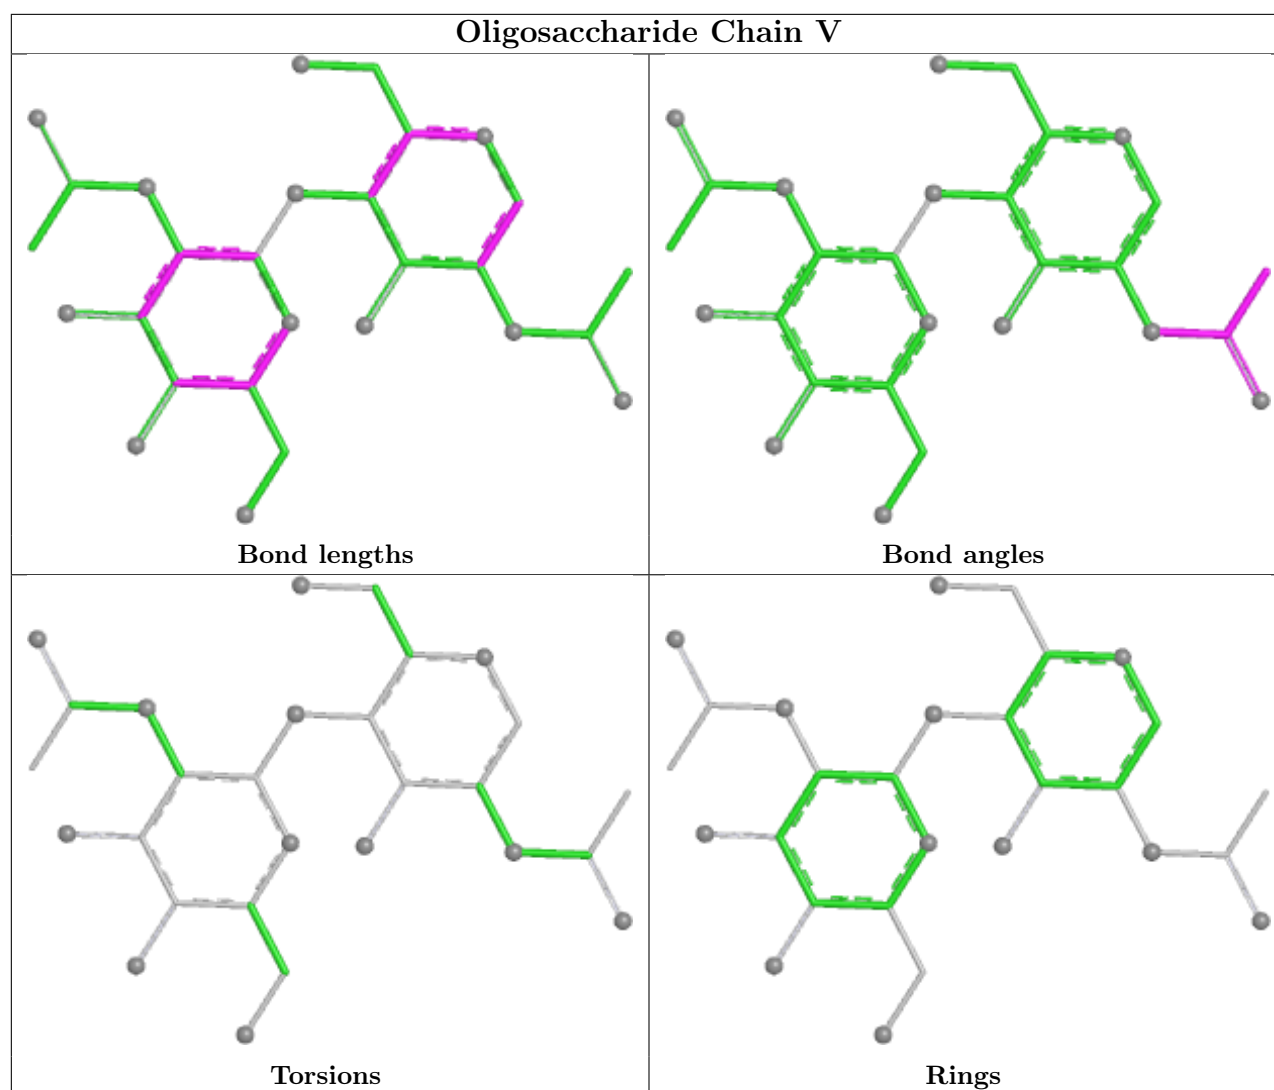 Oligosaccharide Chain V
Bond lengths
Bond angles
Torsions
Rings